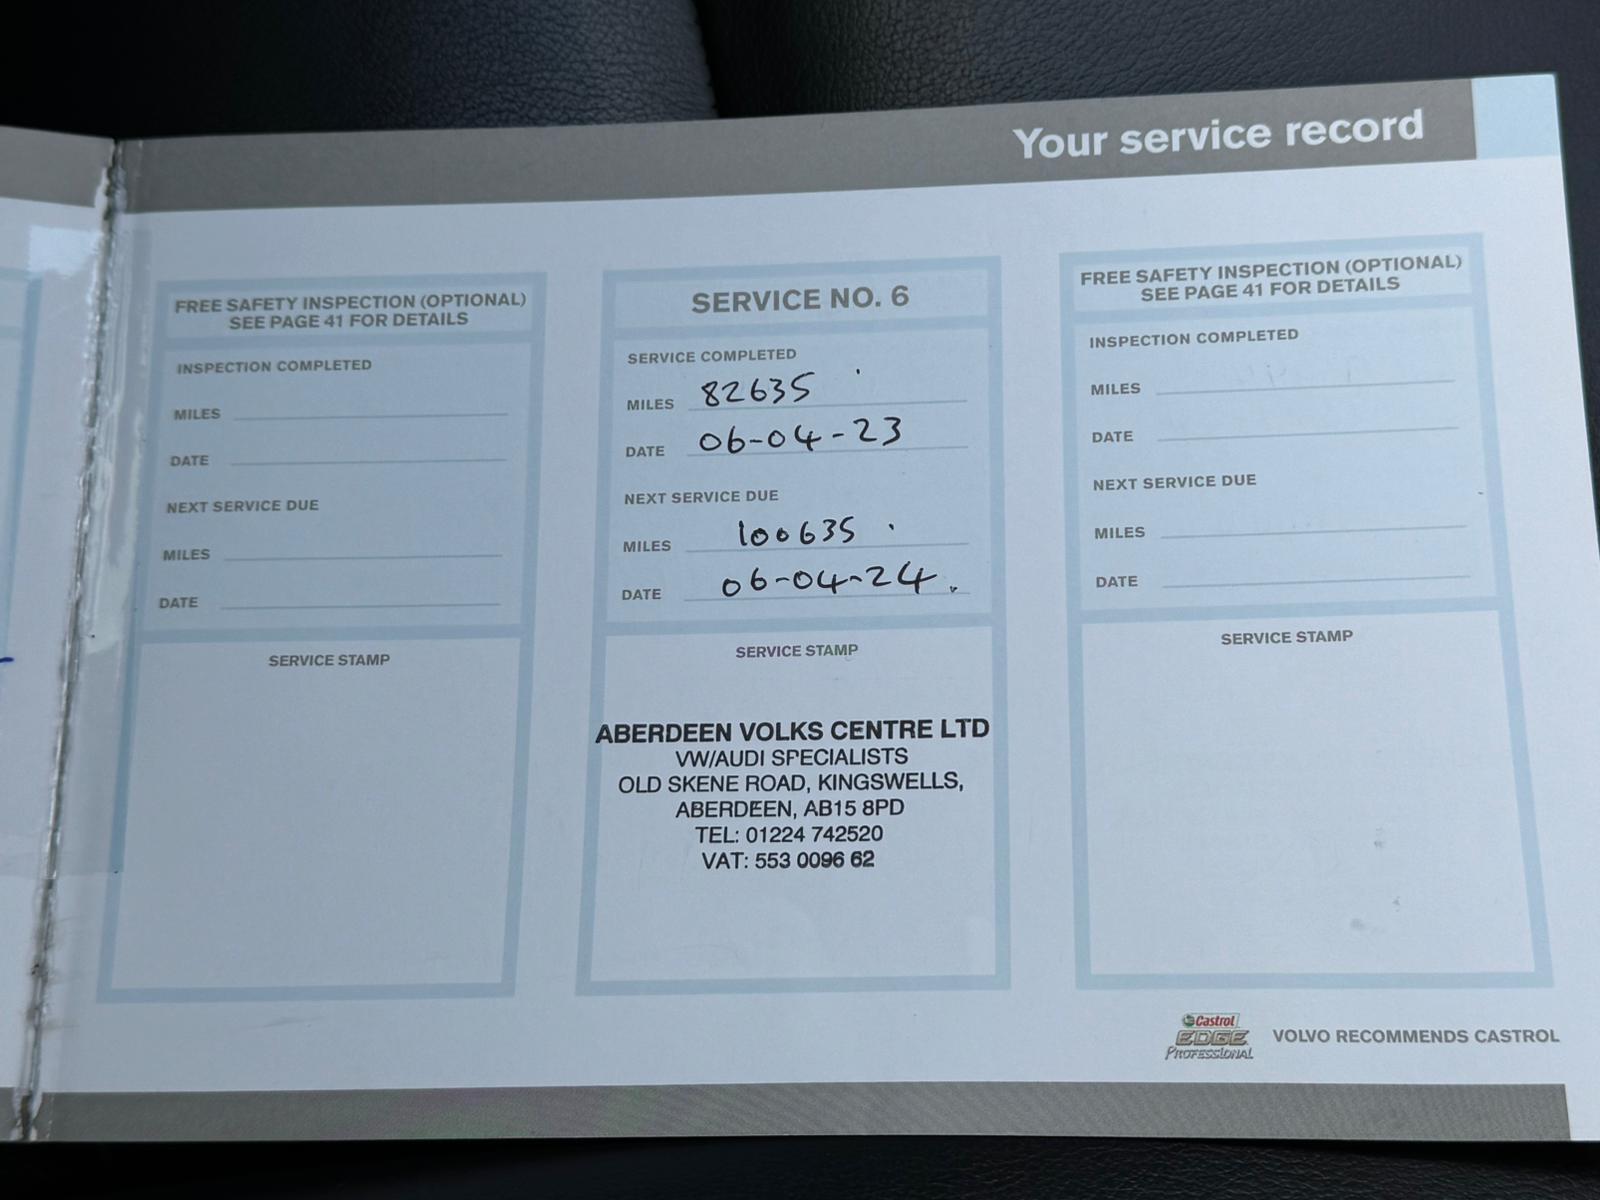 Your service record
FREE SAFETY INSPECTION (OPTIONAL)
SEE PAGE 41 FOR DETAILS
INSPECTION COMPLETED
MILES
DATE
NEXT SERVICE DUE
MILES
DATE
SERVICE STAMP
SERVICE NO. 6
SERVICE COMPLETED
MILES 82635
DATE 06-04-23
NEXT SERVICE DUE
MILES 100635
DATE 06-04-24
SERVICE STAMP
ABERDEEN VOLKS CENTRE LTD
VW/AUDI SPECIALISTS
OLD SKENE ROAD, KINGSWELLS,
ABERDEEN, AB15 8PD
TEL: 01224 742520
VAT: 553 0096 62
FREE SAFETY INSPECTION (OPTIONAL)
SEE PAGE 41 FOR DETAILS
INSPECTION COMPLETED
MILES
DATE
NEXT SERVICE DUE
MILES
DATE
SERVICE STAMP
Castrol
EDGE
PROFESSIONAL
VOLVO RECOMMENDS CASTROL